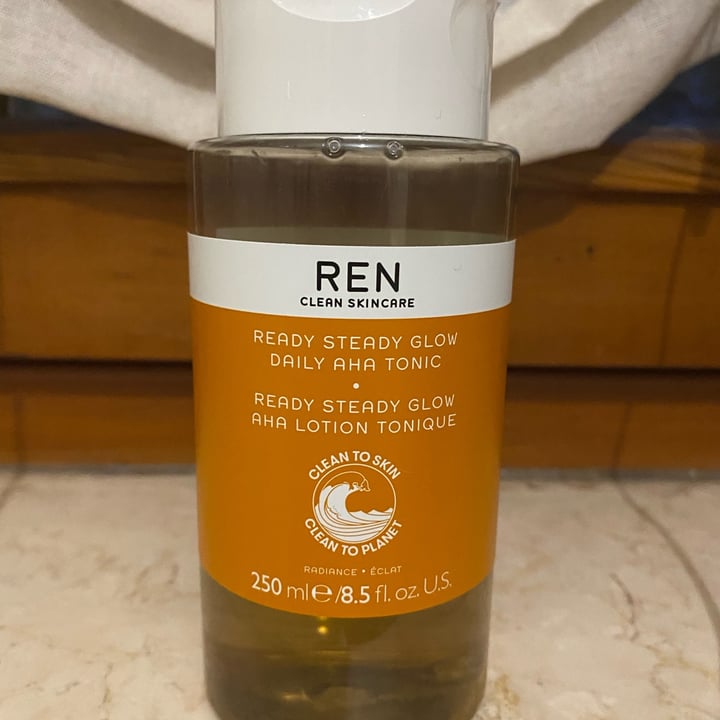 REN
CLEAN SKINCARE
READY STEADY GLOW
DAILY AHA TONIC
•
READY STEADY GLOW
AHA LOTION TONIQUE
CLEAN TO SKIN
CLEAN TO PLANET
RADIANCE • ÉCLAT
250 ml℮/8.5 fl. oz. U.S.